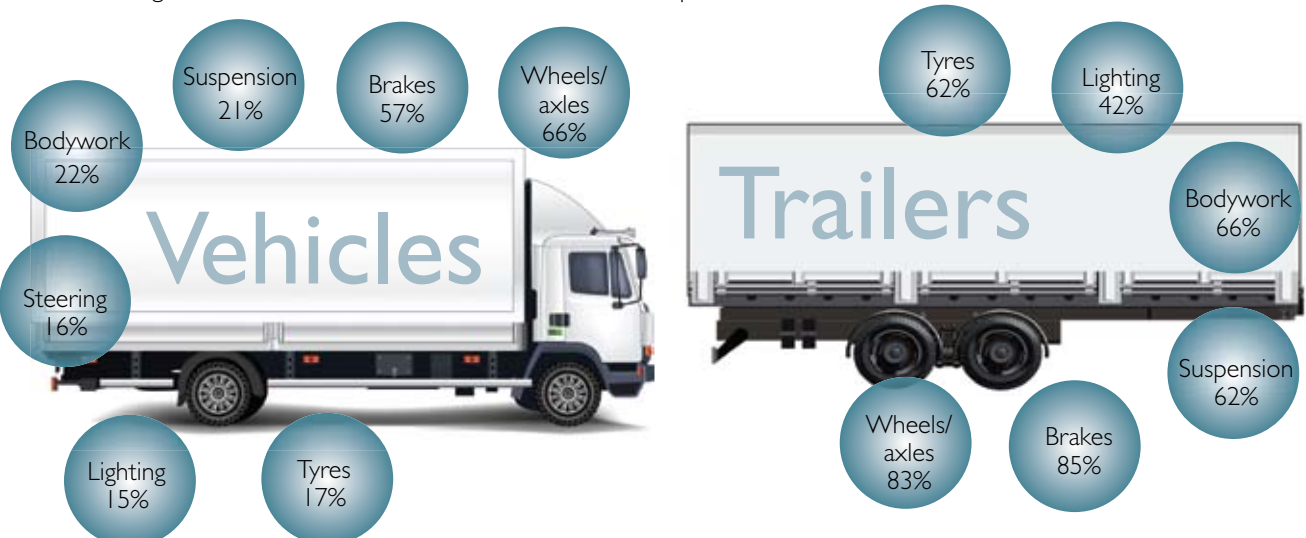 Suspension
21%
Brakes
57%
Wheels/
axles
66%
Bodywork
22%
Vehicles
Steering
16%
Lighting
15%
Tyres
17%
Tyres
62%
Lighting
42%
Trailers
Bodywork
66%
Suspension
62%
Wheels/
axles
83%
Brakes
85%